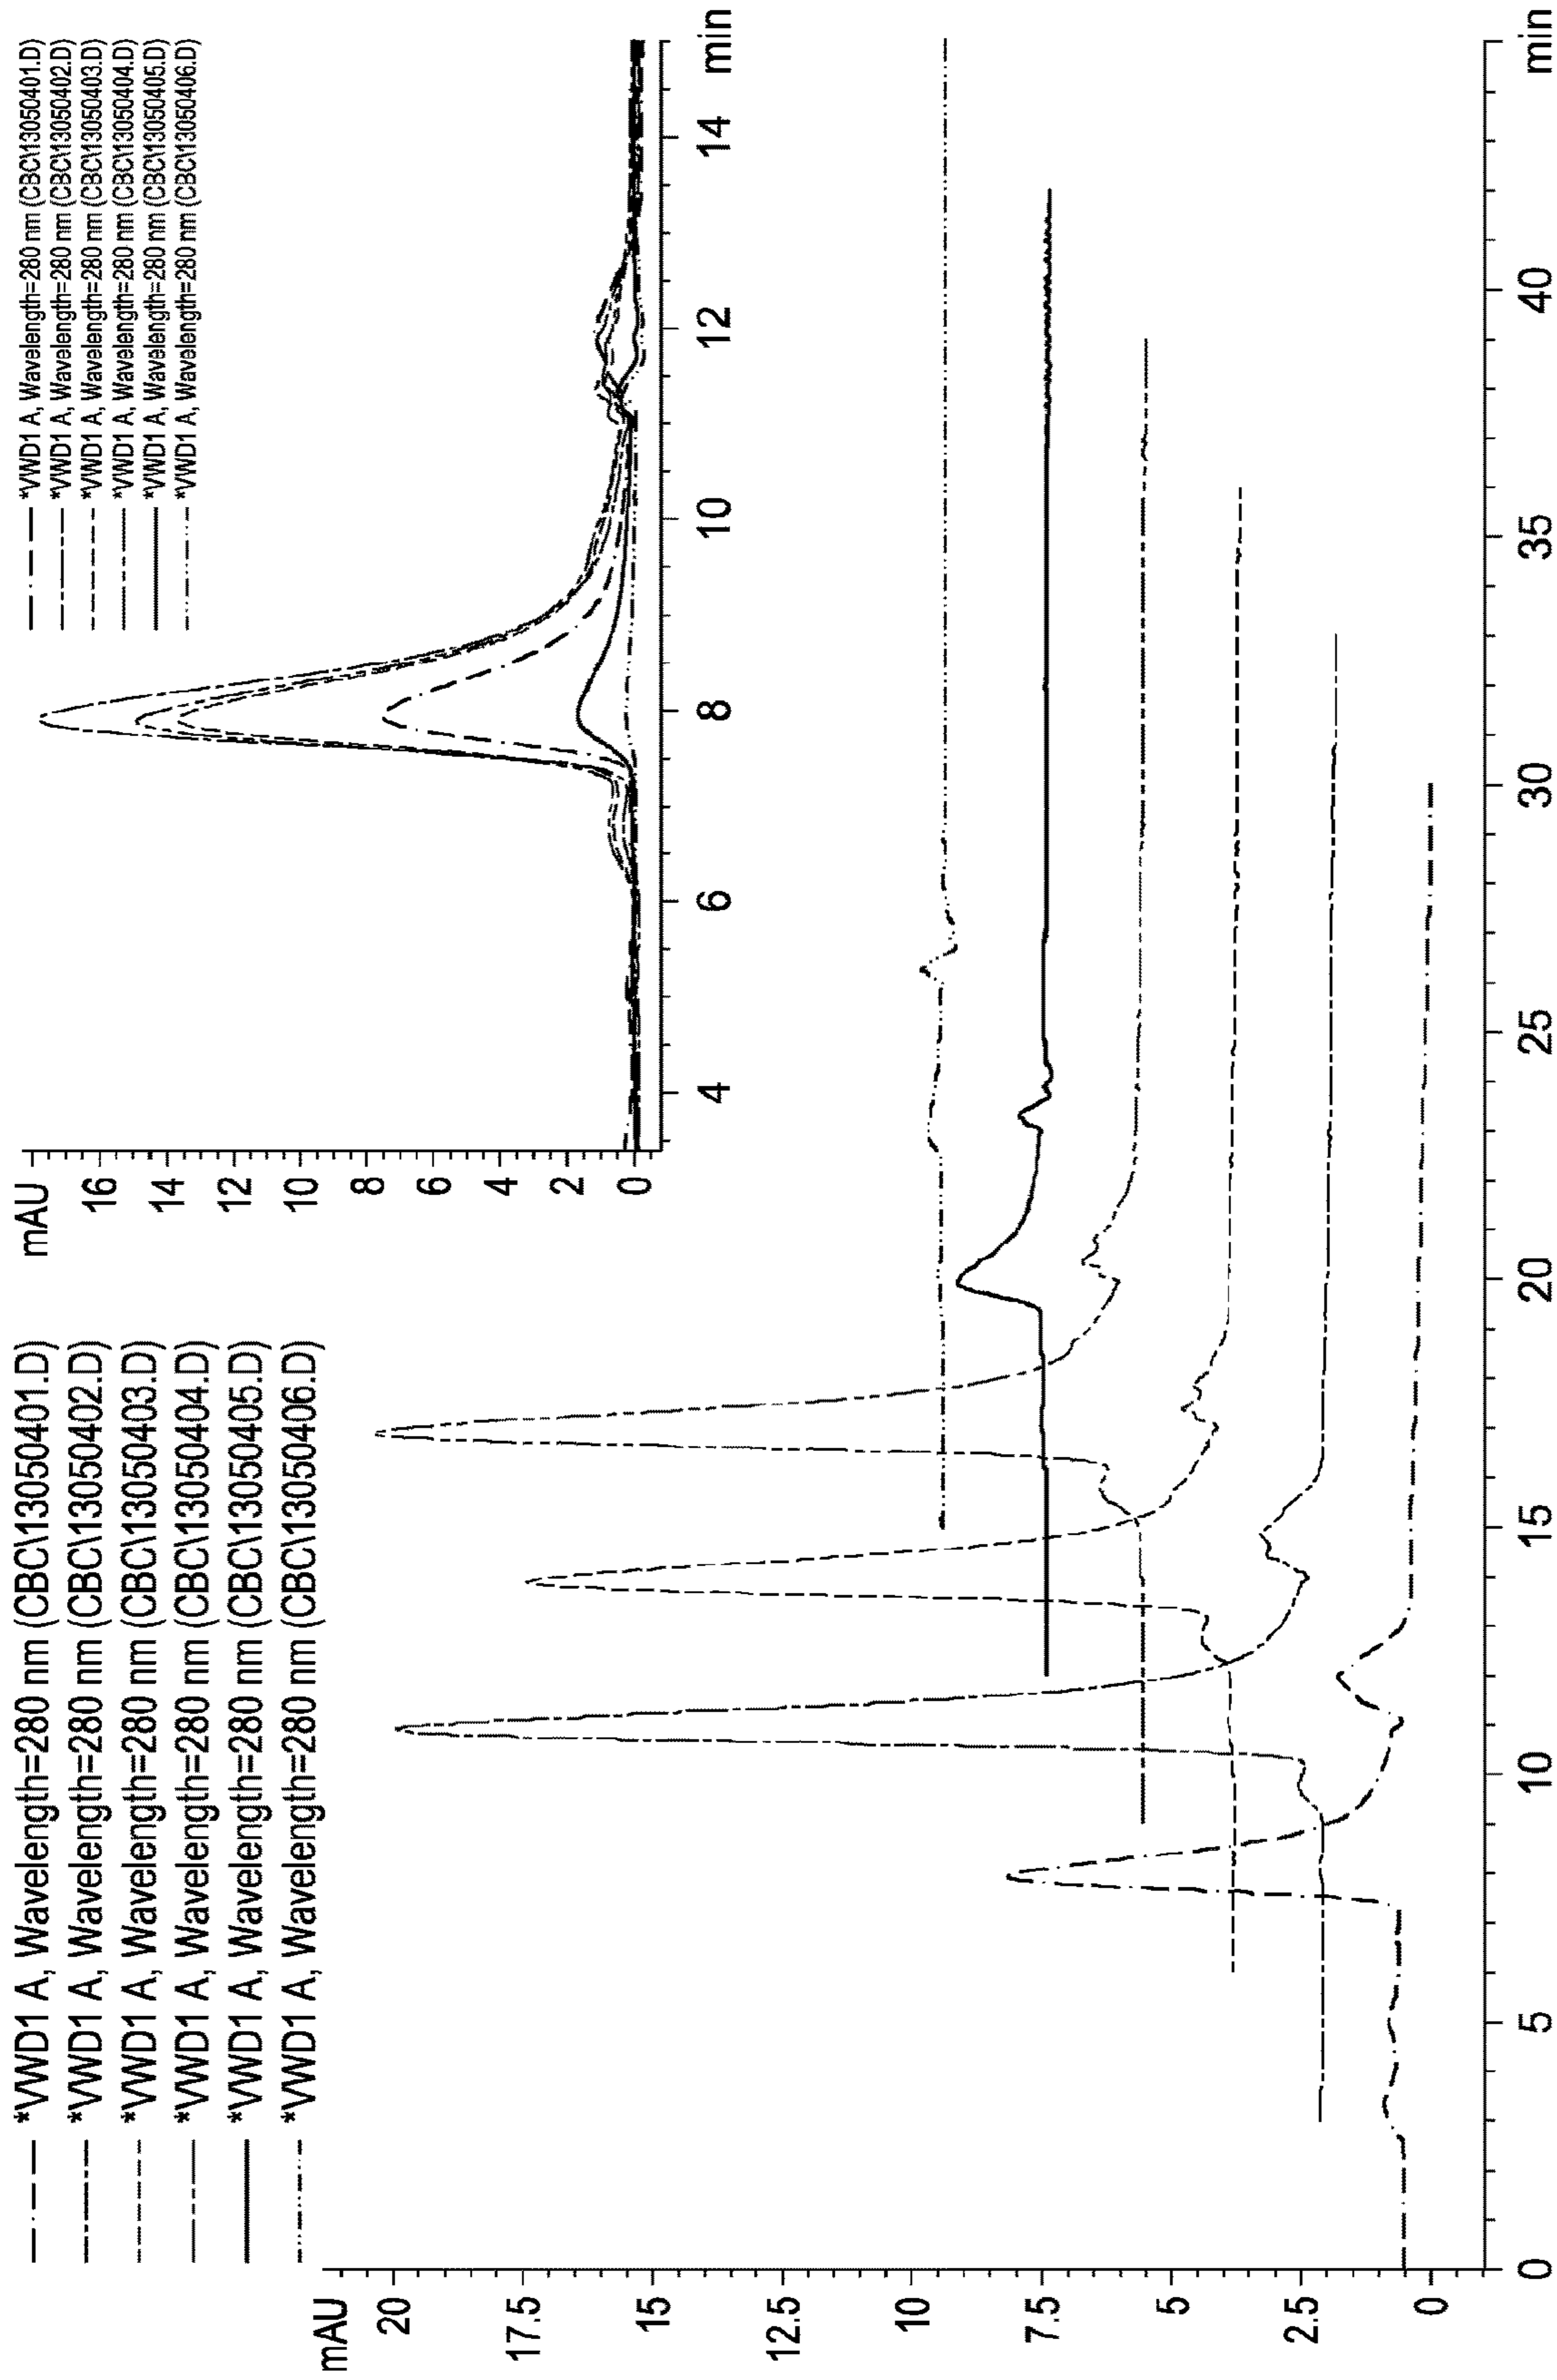 *VWD1 A, Wavelength=280 nm (CBC\13050401.D)
*VWD1 A, Wavelength=280 nm (CBC\13050402.D)
*VWD1 A, Wavelength=280 nm (CBC\13050403.D)
*VWD1 A, Wavelength=280 nm (CBC\13050404.D)
*VWD1 A, Wavelength=280 nm (CBC\13050405.D)
*VWD1 A, Wavelength=280 nm (CBC\13050406.D)
mAU
20
17.5
15
12.5
10
7.5
5
2.5
0
0 5 10 15 20 25 30 35 40 min
*VWD1 A, Wavelength=280 nm (CBC\13050401.D)
*VWD1 A, Wavelength=280 nm (CBC\13050402.D)
*VWD1 A, Wavelength=280 nm (CBC\13050403.D)
*VWD1 A, Wavelength=280 nm (CBC\13050404.D)
*VWD1 A, Wavelength=280 nm (CBC\13050405.D)
*VWD1 A, Wavelength=280 nm (CBC\13050406.D)
mAU
16
14
12
10
8
6
4
2
0
4 6 8 10 12 14 min